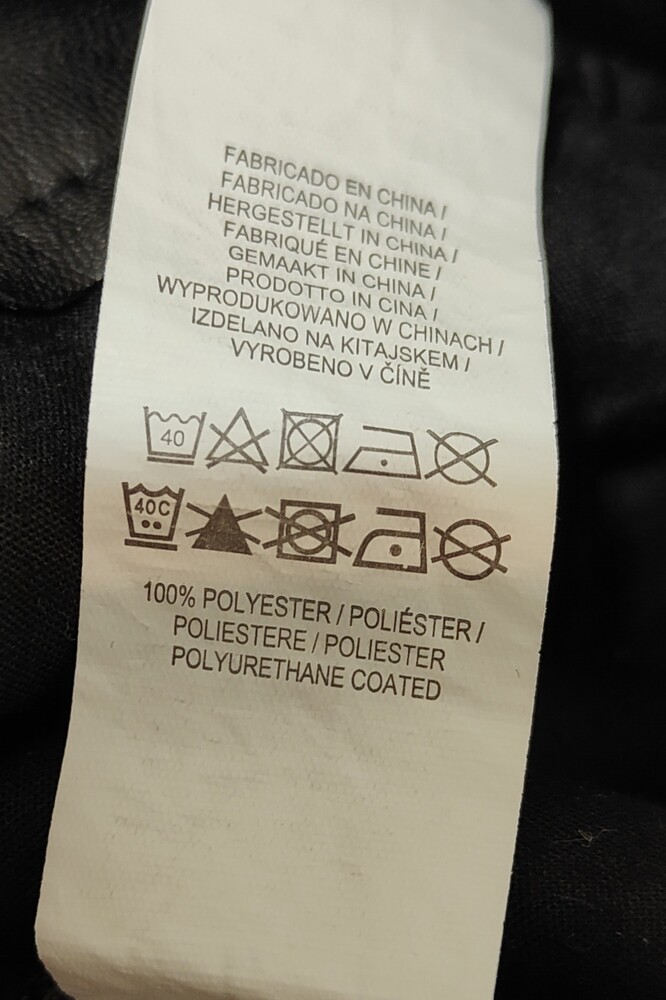 FABRICADO EN CHINA /
FABRICADO NA CHINA /
HERGESTELLT IN CHINA /
FABRIQUÉ EN CHINE /
GEMAAKT IN CHINA /
PRODOTTO IN CINA /
WYPRODUKOWANO W CHINACH /
IZDELANO NA KITAJSKEM /
VYROBENO V ČÍNĚ
40
40C
100% POLYESTER / POLIÉSTER /
POLIESTERE / POLIESTER
POLYURETHANE COATED